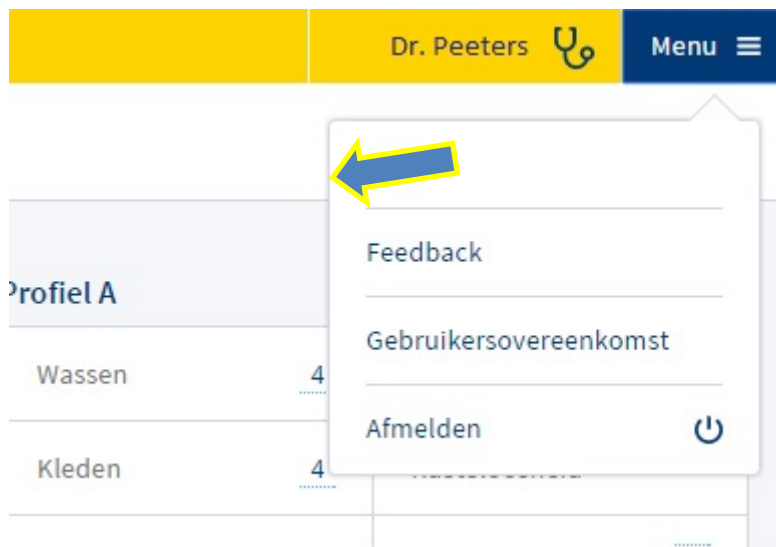 Dr. Peeters
Menu
Feedback
Profiel A
Gebruikersovereenkomst
Wassen 4
Afmelden
Kleden 4